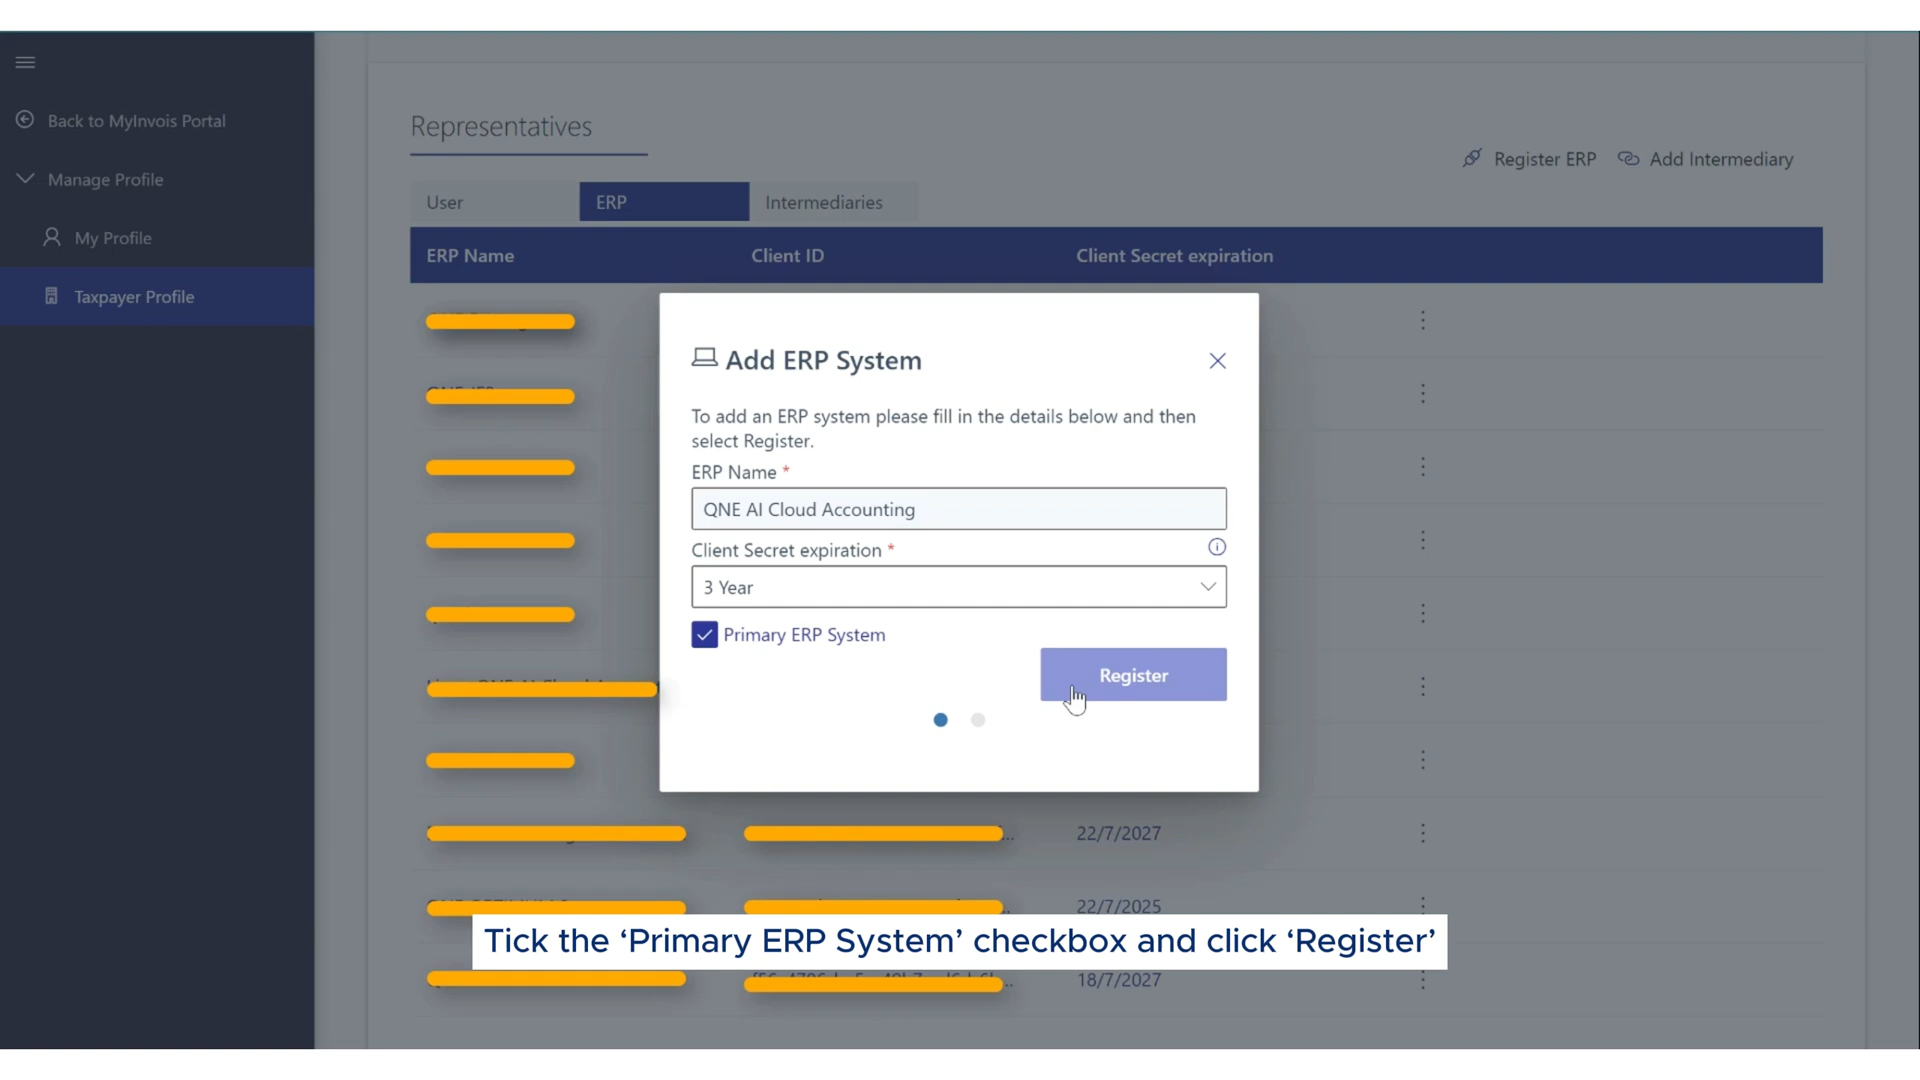 Back to MyInvois Portal
Manage Profile
My Profile
Taxpayer Profile
Representatives
Register ERP
Add Intermediary
User
ERP
Intermediaries
ERP Name
Client ID
Client Secret expiration
Add ERP System
To add an ERP system please fill in the details below and then
select Register.
ERP Name *
QNE AI Cloud Accounting
Client Secret expiration *
3 Year
Primary ERP System
Register
22/7/2027
22/7/2025
Tick the ‘Primary ERP System’ checkbox and click ‘Register’
18/7/2027